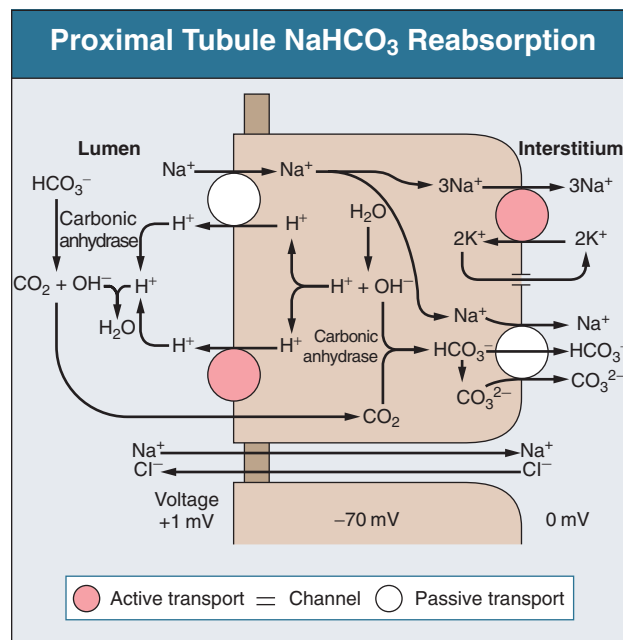 Proximal Tubule NaHCO₃ Reabsorption
Lumen
Interstitium
Na⁺
Na⁺
3Na⁺
3Na⁺
HCO₃⁻
Carbonic
anhydrase
H⁺
H⁺
H₂O
2K⁺
2K⁺
CO₂ + OH⁻
H⁺
H⁺ + OH⁻
H₂O
Na⁺
Na⁺
H⁺
H⁺
Carbonic
anhydrase
HCO₃⁻
HCO₃⁻
CO₃²⁻
CO₃²⁻
CO₂
Na⁺
Na⁺
Cl⁻
Cl⁻
Voltage
+1 mV
–70 mV
0 mV
Active transport
Channel
Passive transport